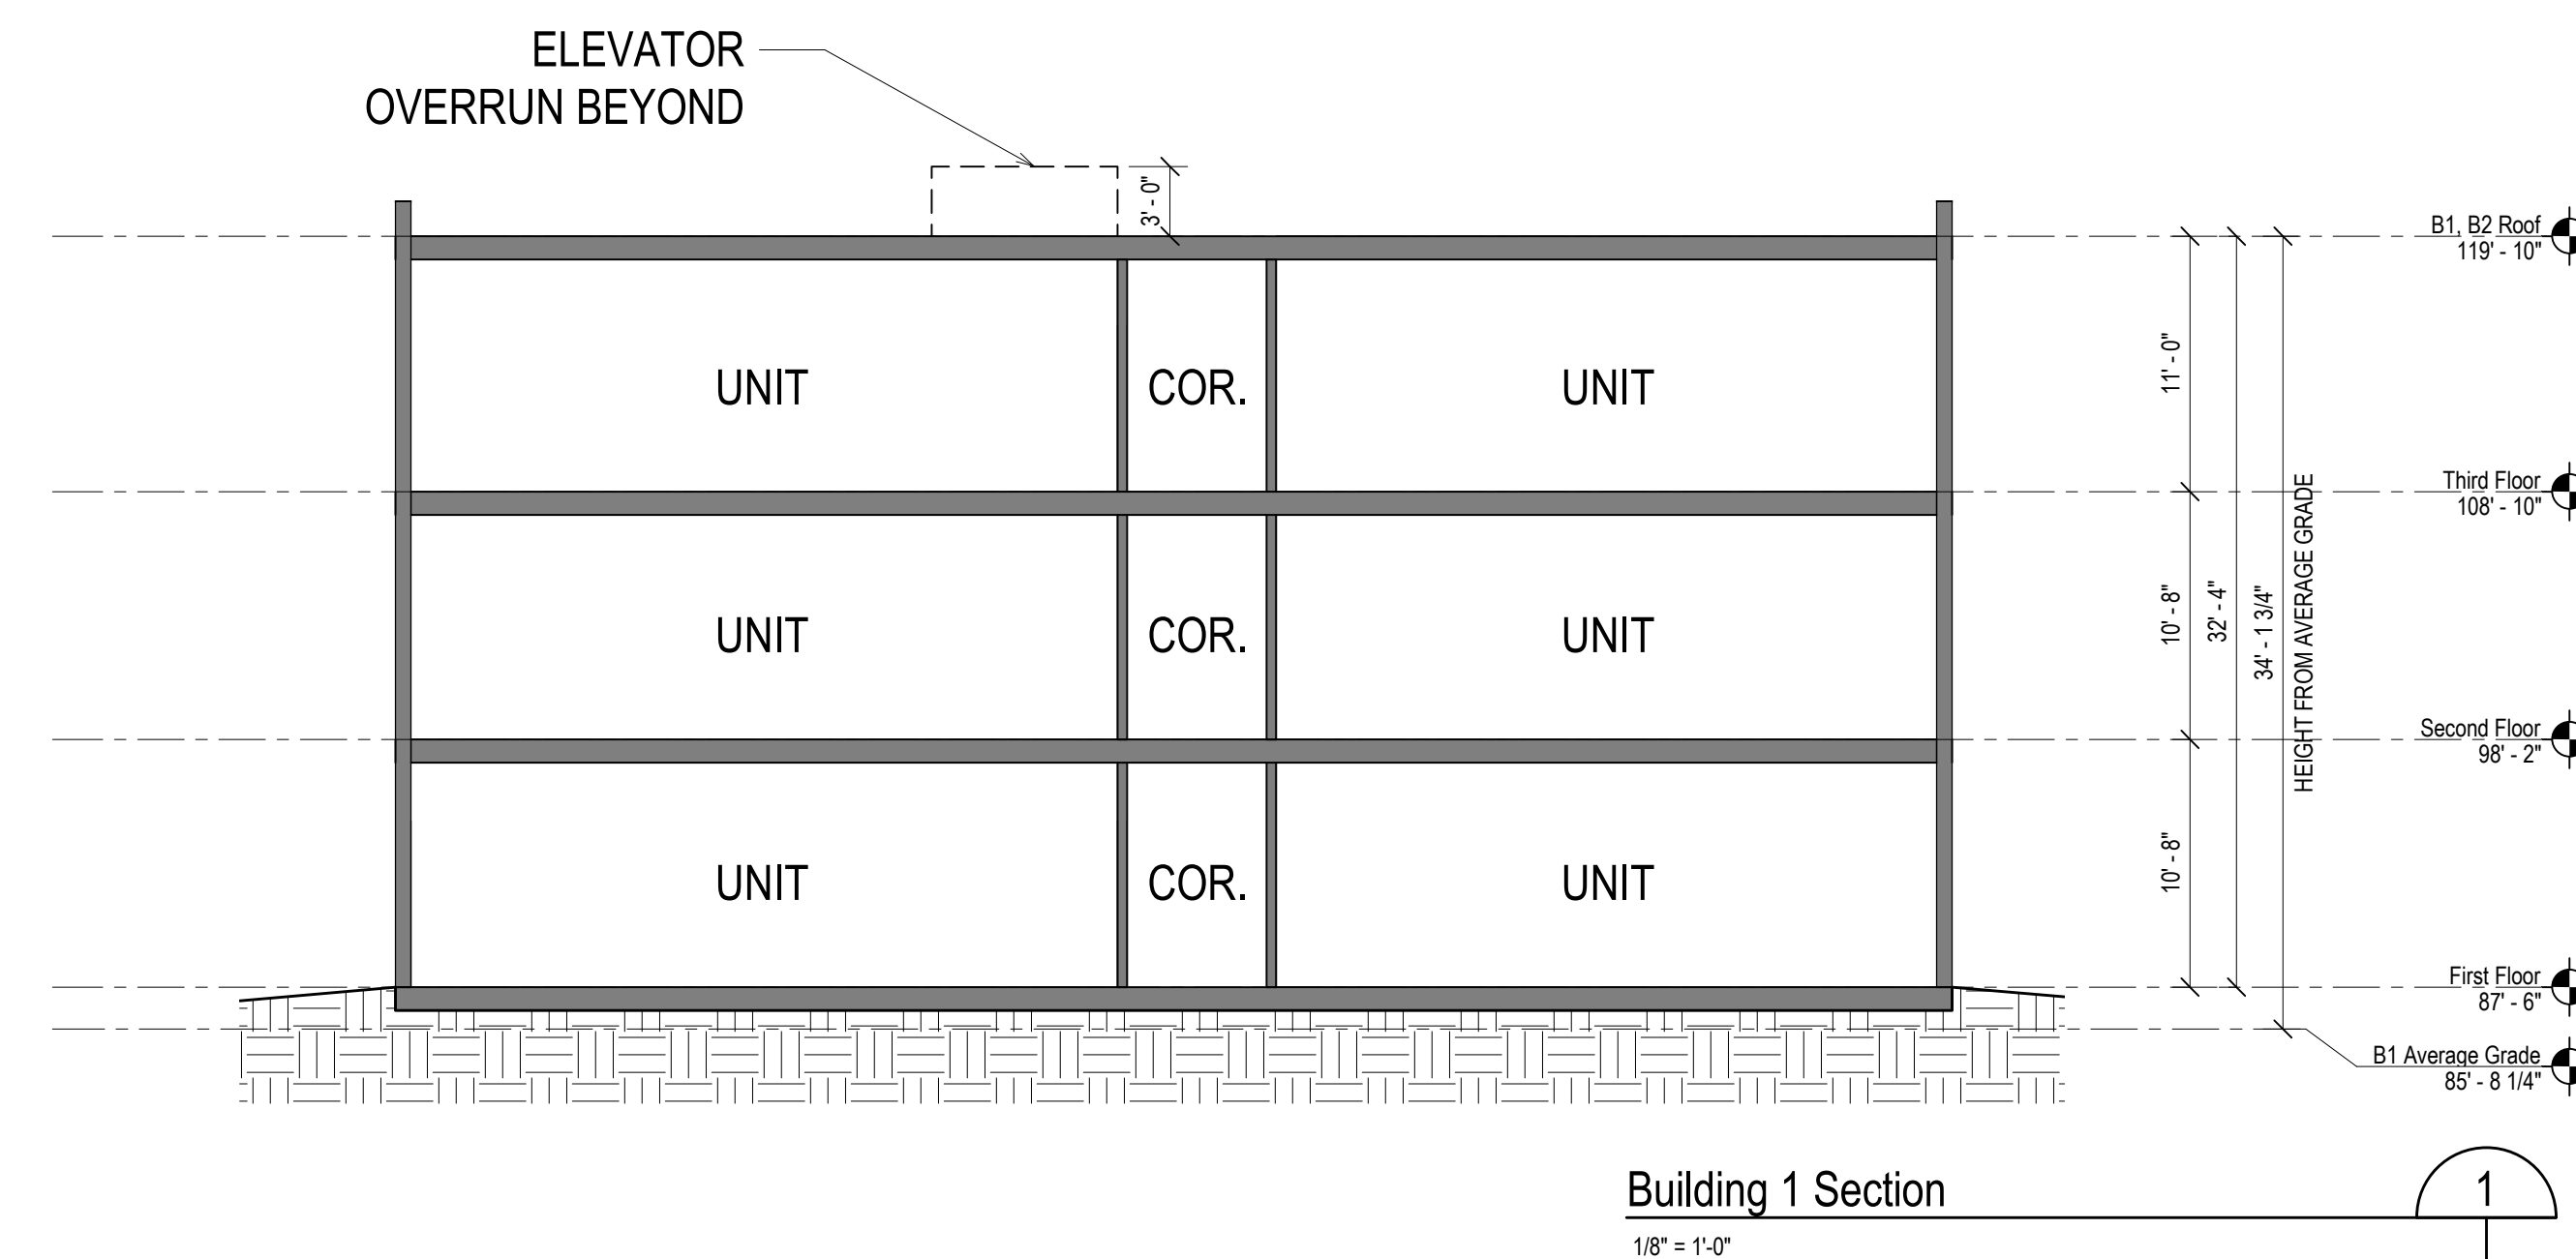 ELEVATOR
OVERRUN BEYOND
3' - 0"
B1, B2 Roof
119' - 10"
UNIT
COR.
UNIT
11' - 0"
Third Floor
108' - 10"
UNIT
COR.
UNIT
10' - 8"
32' - 4"
34' - 1 3/4"
HEIGHT FROM AVERAGE GRADE
Second Floor
98' - 2"
UNIT
COR.
UNIT
10' - 8"
First Floor
87' - 6"
B1 Average Grade
85' - 8 1/4"
Building 1 Section
1
1/8" = 1'-0"